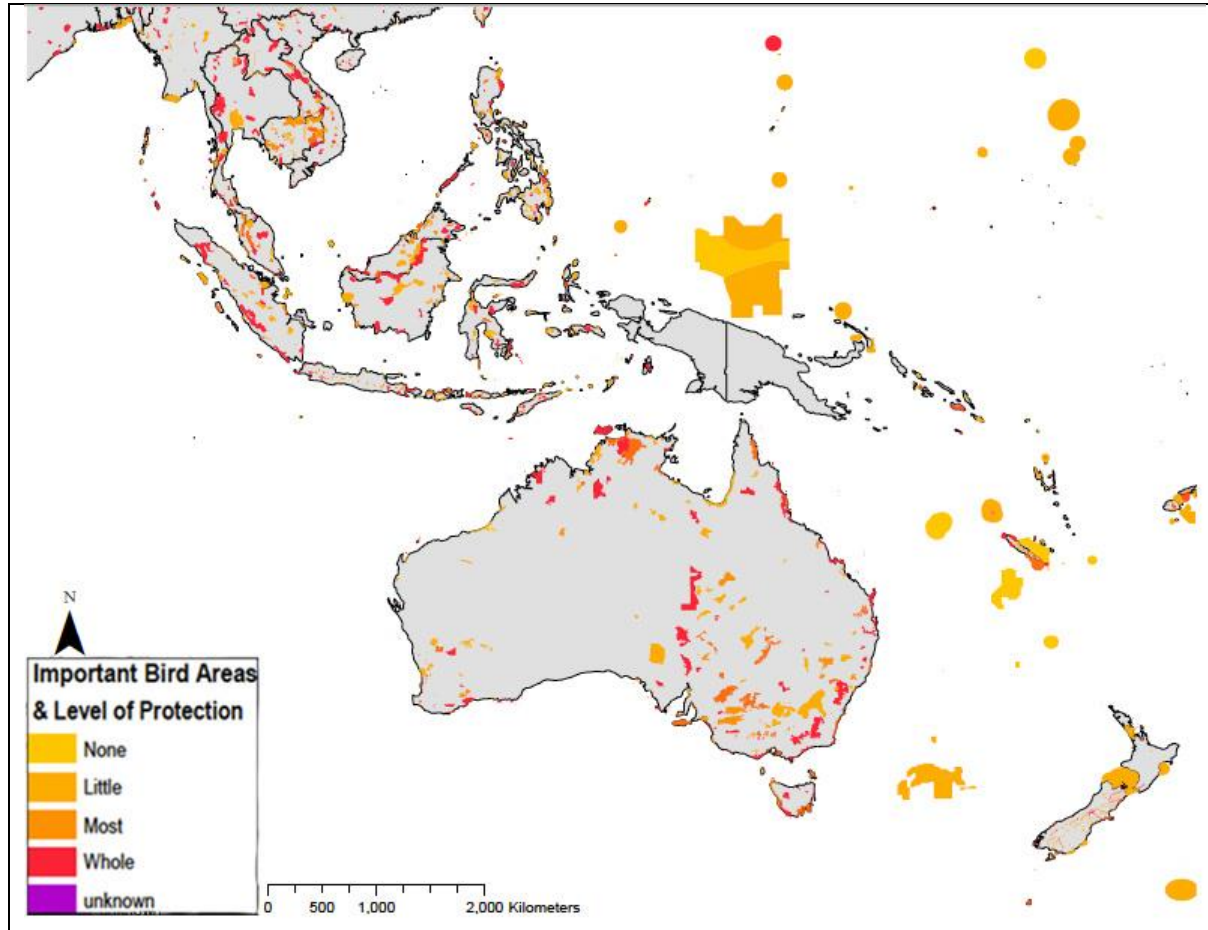 N
Important Bird Areas
& Level of Protection
None
Little
Most
Whole
unknown
0 500 1,000 2,000 Kilometers